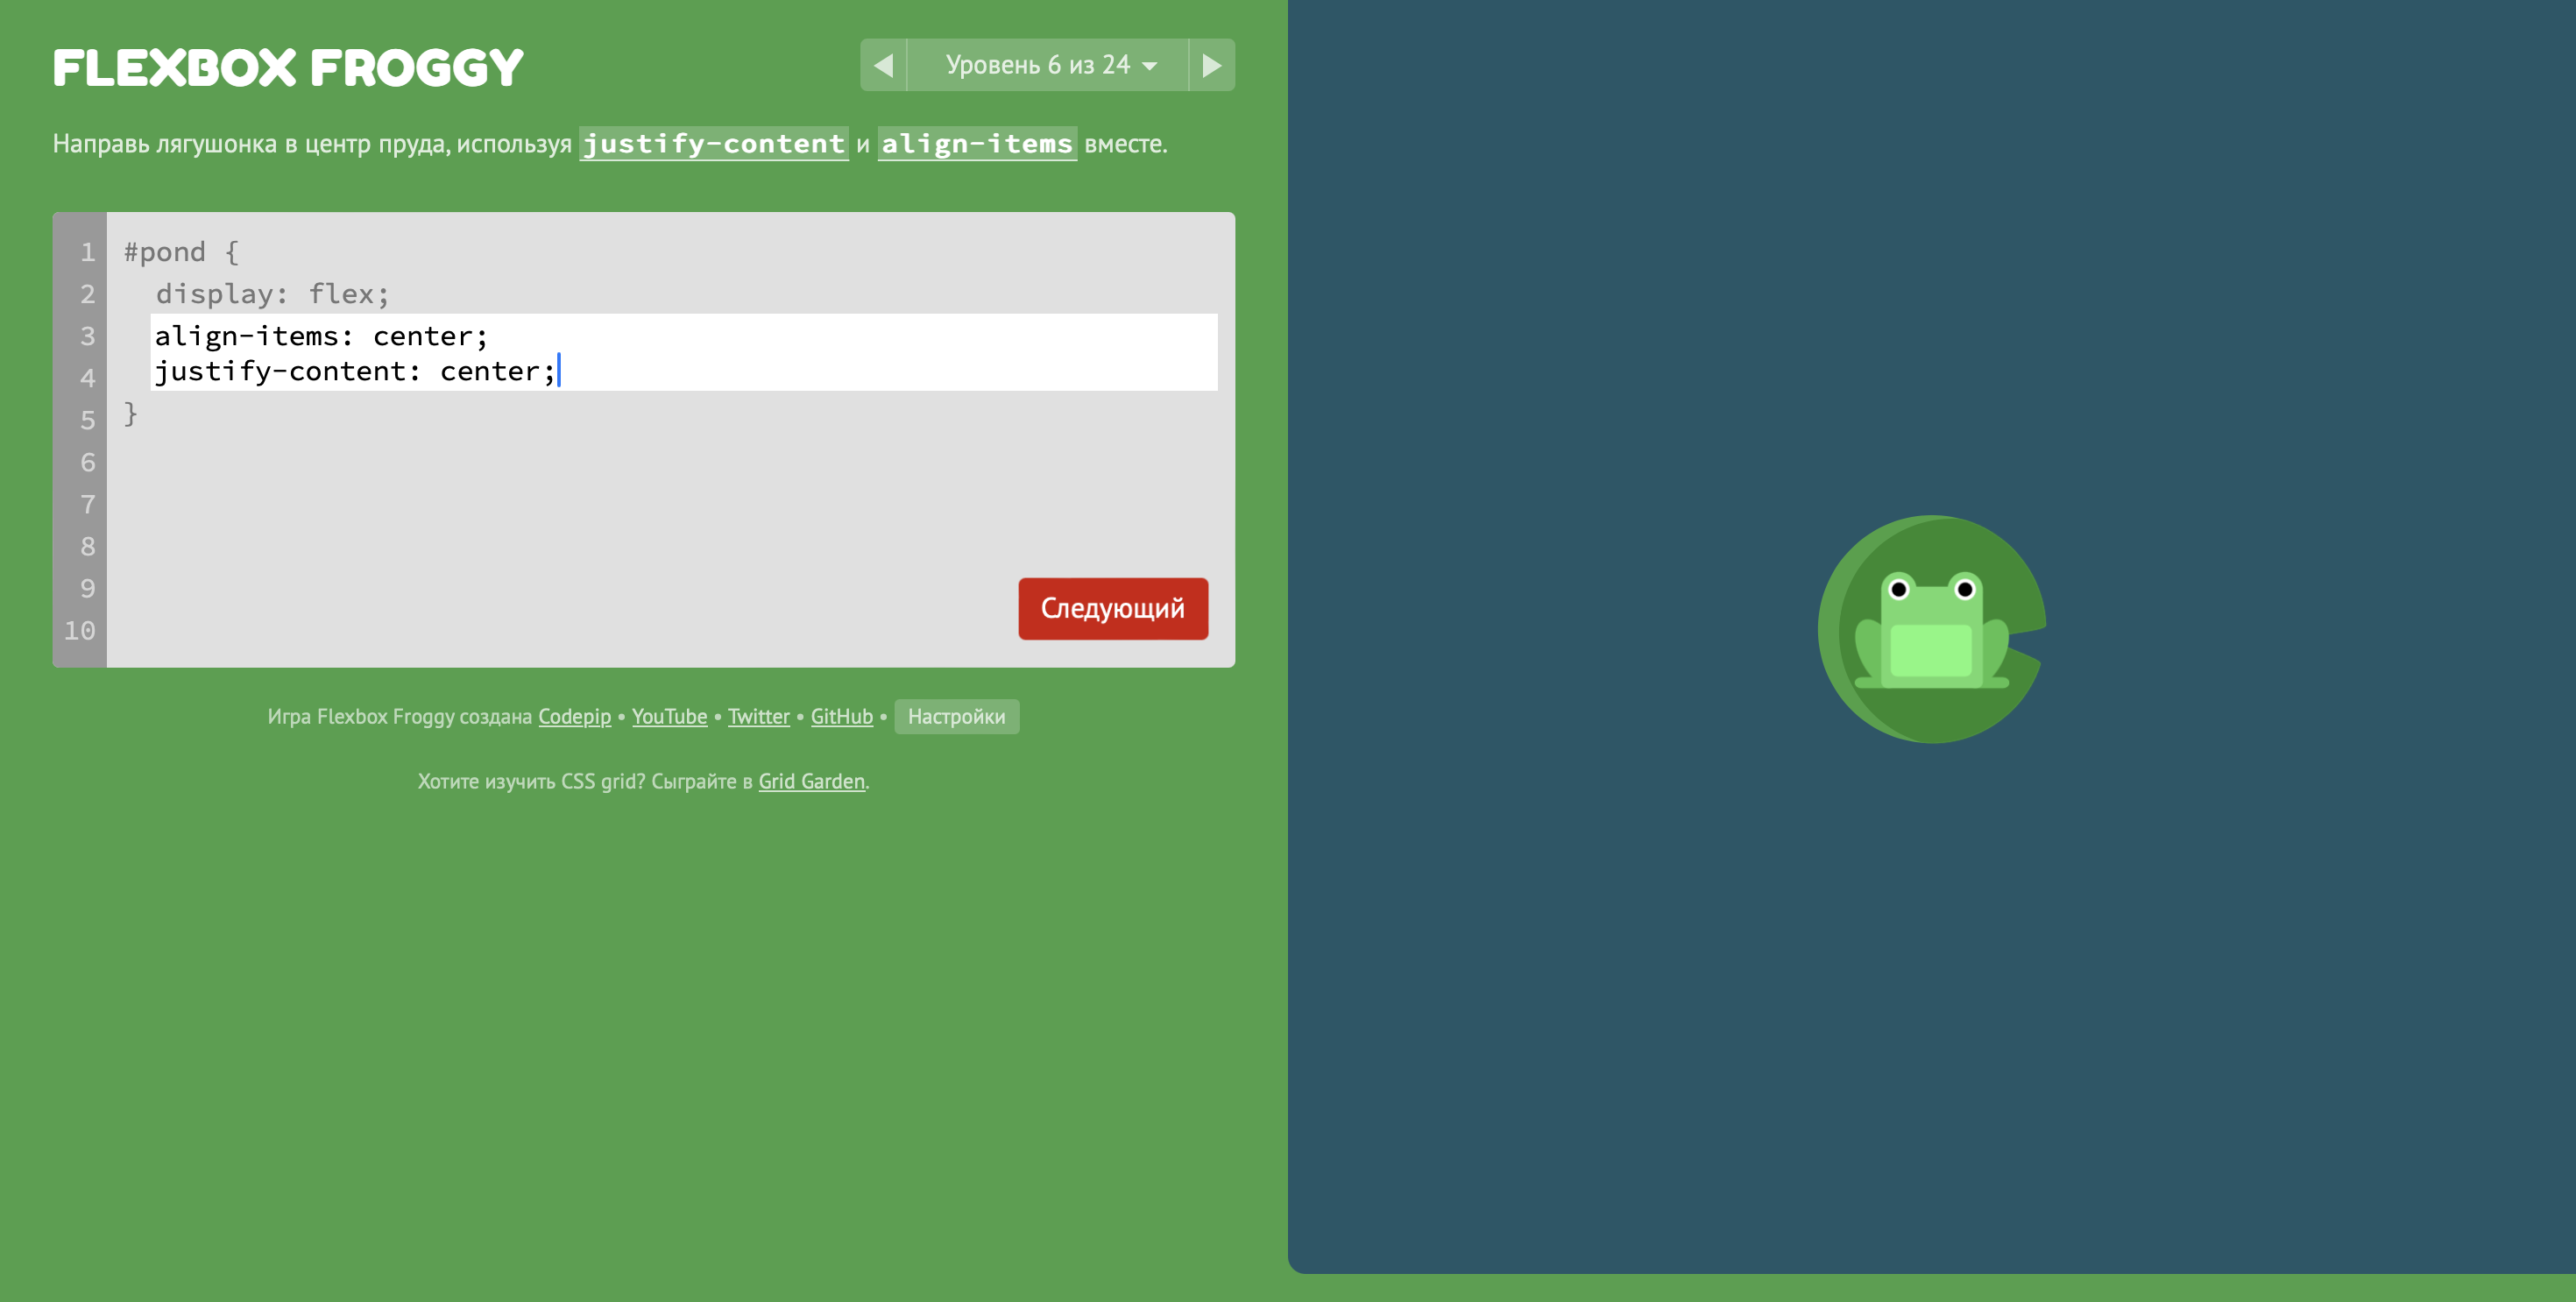 FLEXBOX FROGGY
Уровень 6 из 24
Направь лягушонка в центр пруда, используя justify-content и align-items вместе.
1 #pond {
2 display: flex;
3 align-items: center;
4 justify-content: center;
5 }
6
7
8
9
10
Следующий
Игра Flexbox Froggy создана Codepip • YouTube • Twitter • GitHub • Настройки
Хотите изучить CSS grid? Сыграйте в Grid Garden.